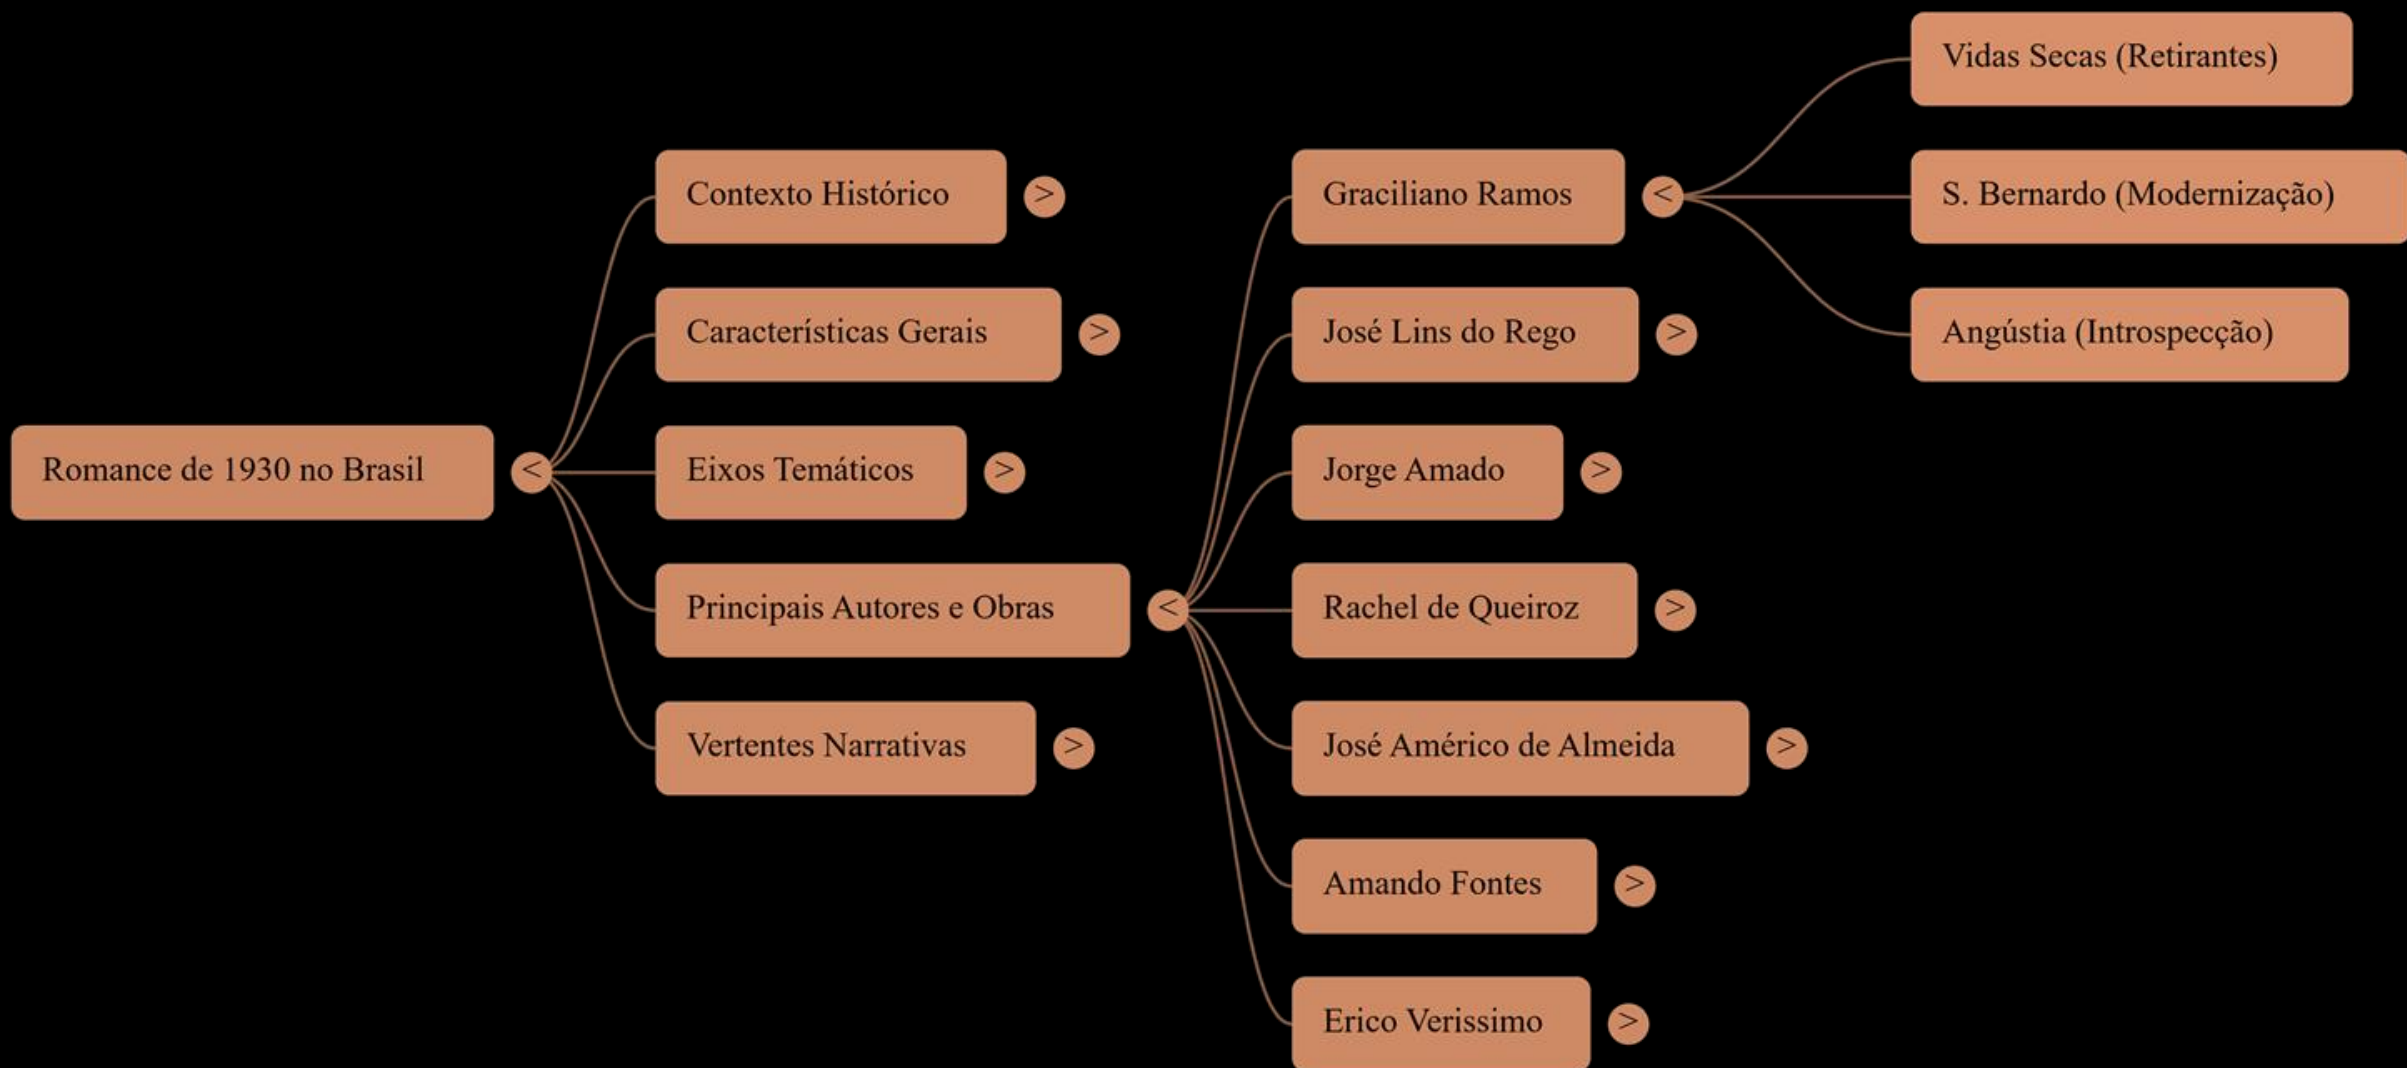 Romance de 1930 no Brasil
<
Contexto Histórico
>
Características Gerais
>
Eixos Temáticos
>
Principais Autores e Obras
<
Vertentes Narrativas
>
Graciliano Ramos
<
José Lins do Rego
>
Jorge Amado
>
Rachel de Queiroz
>
José Américo de Almeida
>
Amando Fontes
>
Erico Verissimo
>
Vidas Secas (Retirantes)
S. Bernardo (Modernização)
Angústia (Introspecção)